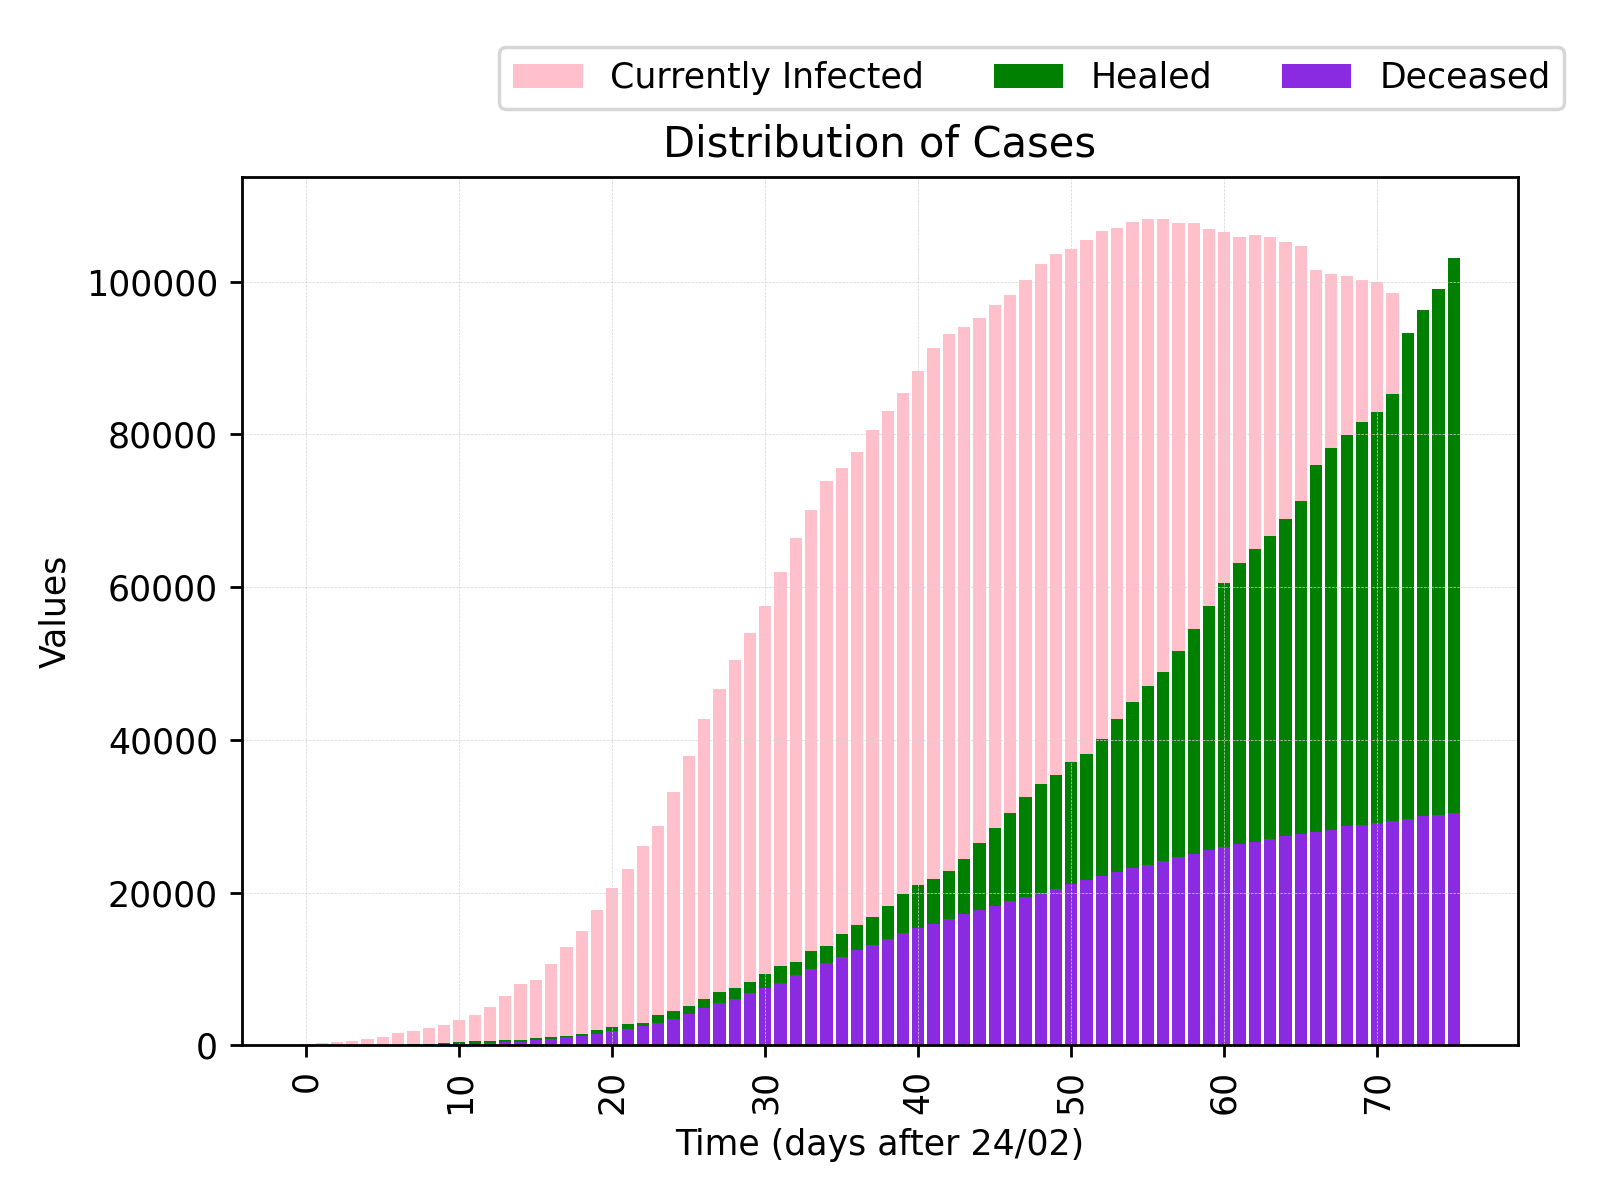 Currently Infected Healed Deceased
Distribution of Cases
Values
100000
80000
60000
40000
20000
0
0 10 20 30 40 50 60 70
Time (days after 24/02)